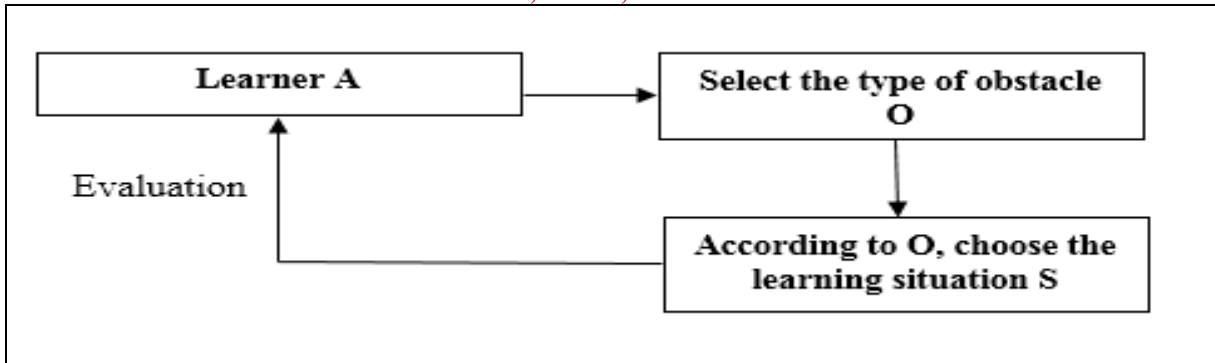 Learner A
Select the type of obstacle
O
Evaluation
According to O, choose the
learning situation S